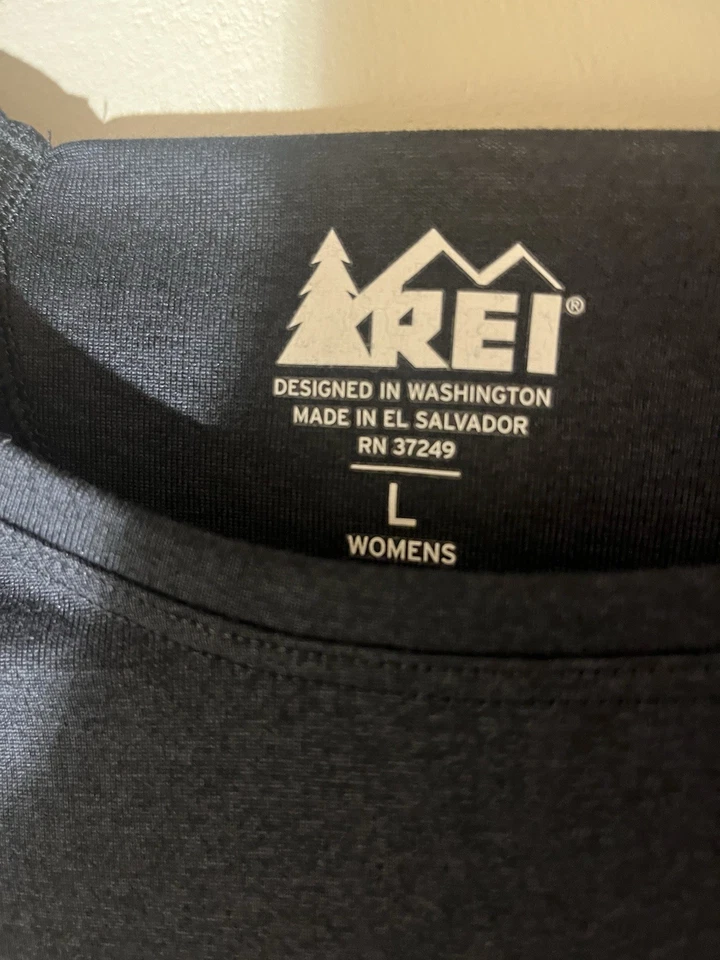 REI®
DESIGNED IN WASHINGTON
MADE IN EL SALVADOR
RN 37249
L
WOMENS